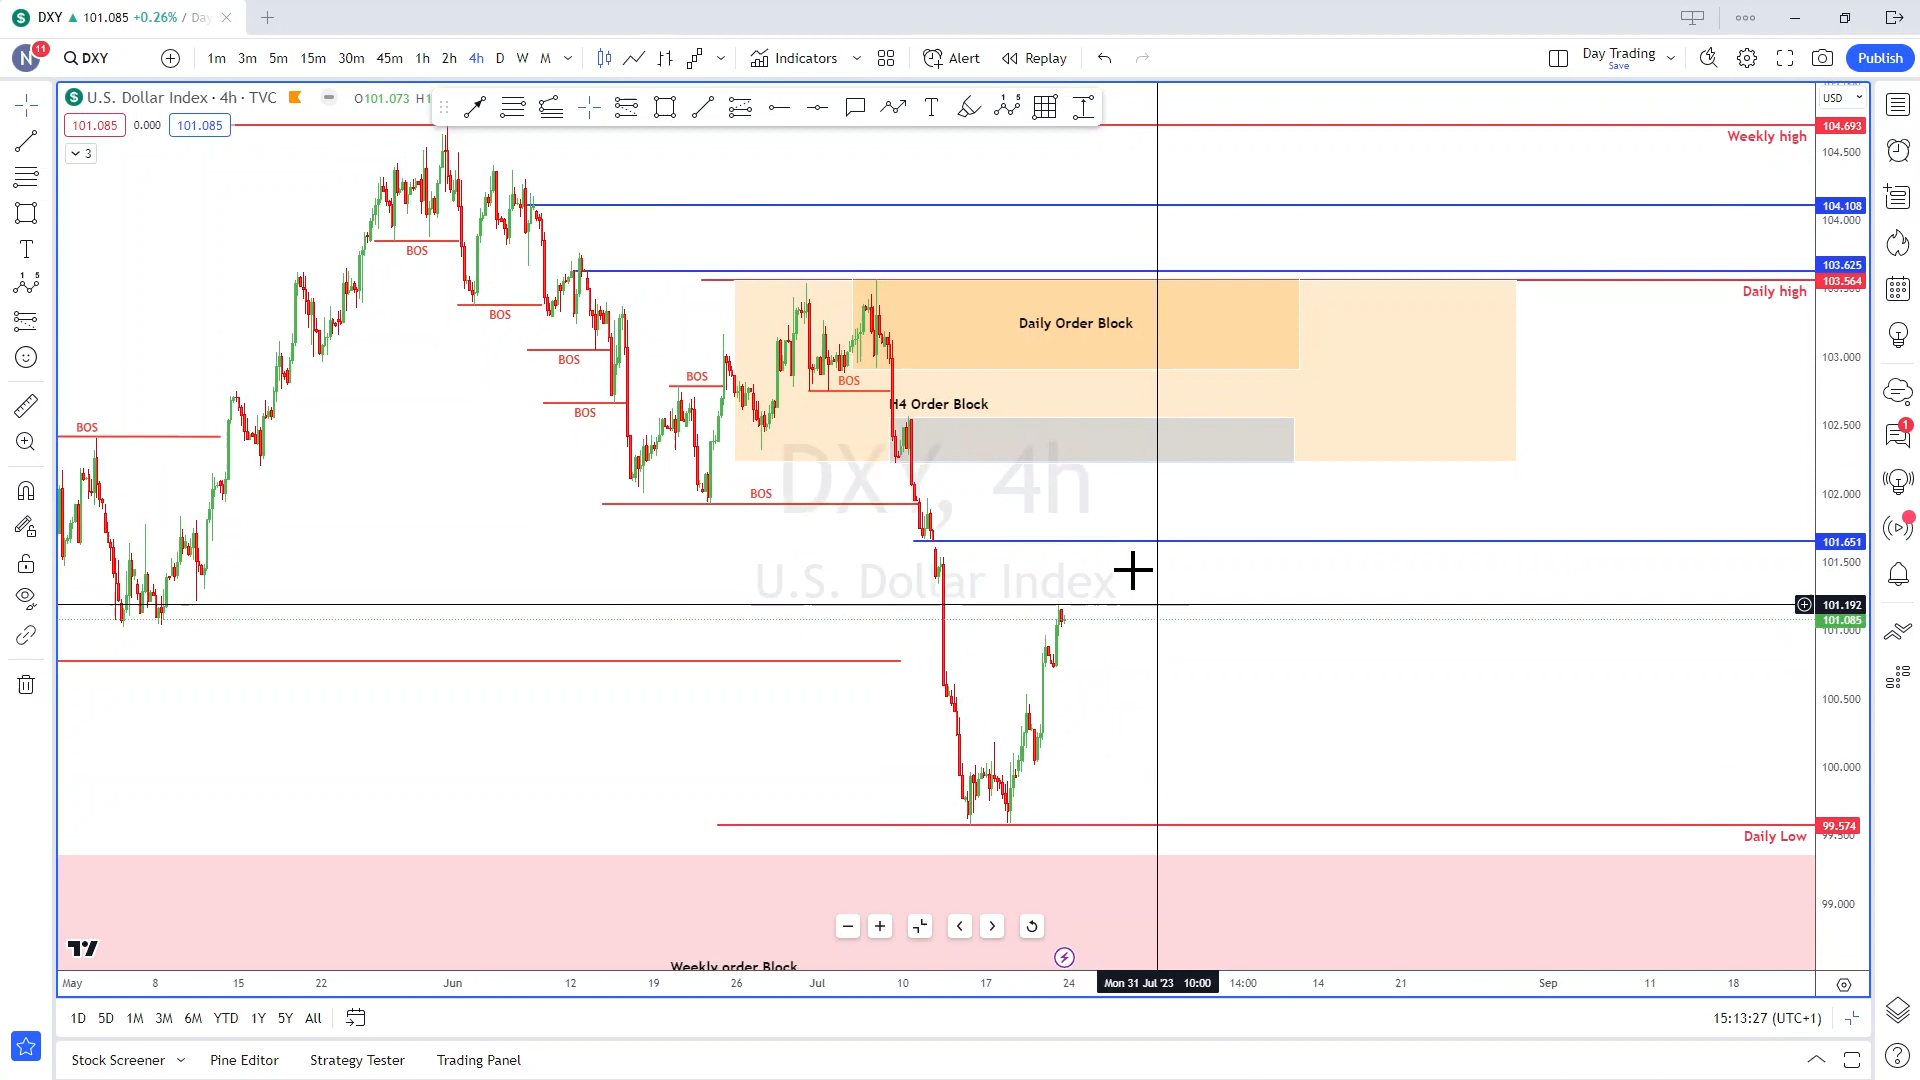 DXY ▲ 101.085 +0.26% / Day
N 11 DXY 1m 3m 5m 15m 30m 45m 1h 2h 4h D W M Indicators Alert Replay Day Trading Save Publish
U.S. Dollar Index · 4h · TVC O101.073 H1
101.085 0.000 101.085
3
USD
104.693
Weekly high
104.500
104.108
104.000
BOS
103.625
103.564
Daily high
BOS
Daily Order Block
BOS
103.000
BOS
BOS
H4 Order Block
BOS
BOS
102.500
DXY, 4h
BOS
102.000
101.651
101.500
U.S. Dollar Index
101.192
101.085
101.000
100.500
100.000
99.574
99.500
Daily Low
99.000
Weekly order Block
May 8 15 22 Jun 12 19 26 Jul 10 17 24 Mon 31 Jul '23 10:00 14:00 14 21 Sep 11 18
1D 5D 1M 3M 6M YTD 1Y 5Y All 15:13:27 (UTC+1)
Stock Screener Pine Editor Strategy Tester Trading Panel
1